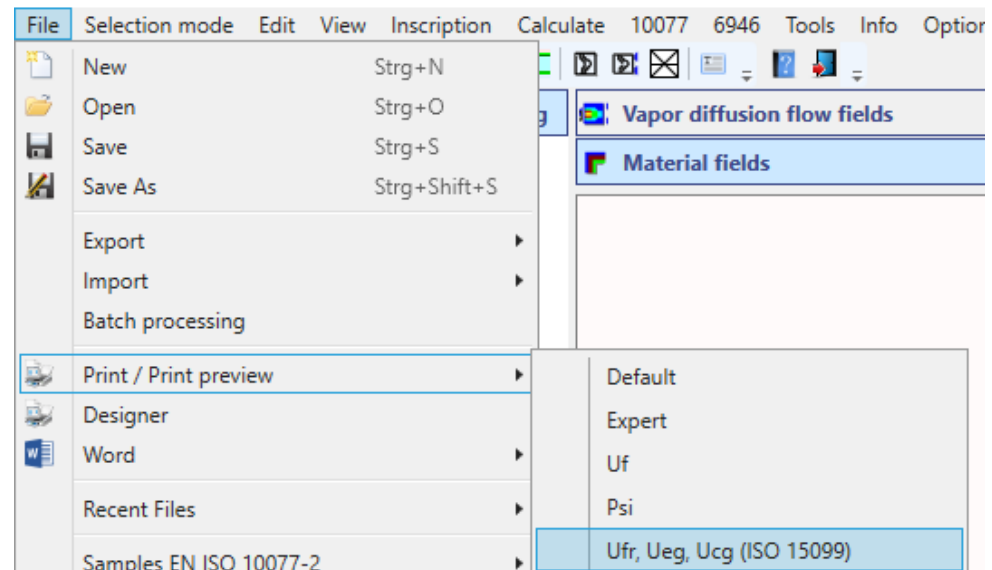 File Selection mode Edit View Inscription Calculate 10077 6946 Tools Info Option
New Strg+N
Open Strg+O
Save Strg+S
Save As Strg+Shift+S
Export
Import
Batch processing
Print / Print preview
Designer
Word
Recent Files
Samples EN ISO 10077-2
g
Vapor diffusion flow fields
Material fields
Default
Expert
Uf
Psi
Ufr, Ueg, Ucg (ISO 15099)